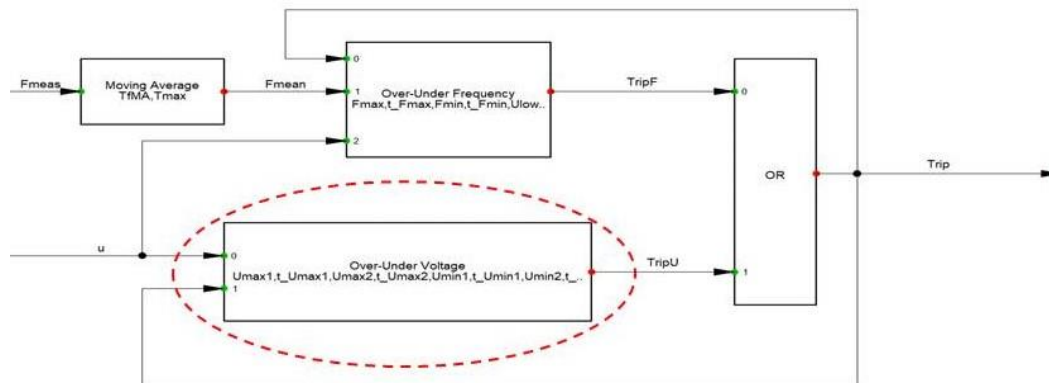 0
Fmeas
Moving Average
TfMA,Tmax
Fmean
1
Over-Under Frequency
Fmax,t_Fmax,Fmin,t_Fmin,Ulow..
TripF
0
2
OR
Trip
u
0
Over-Under Voltage
Umax1,t_Umax1,Umax2,t_Umax2,Umin1,t_Umin1,Umin2,t_..
TripU
1
1